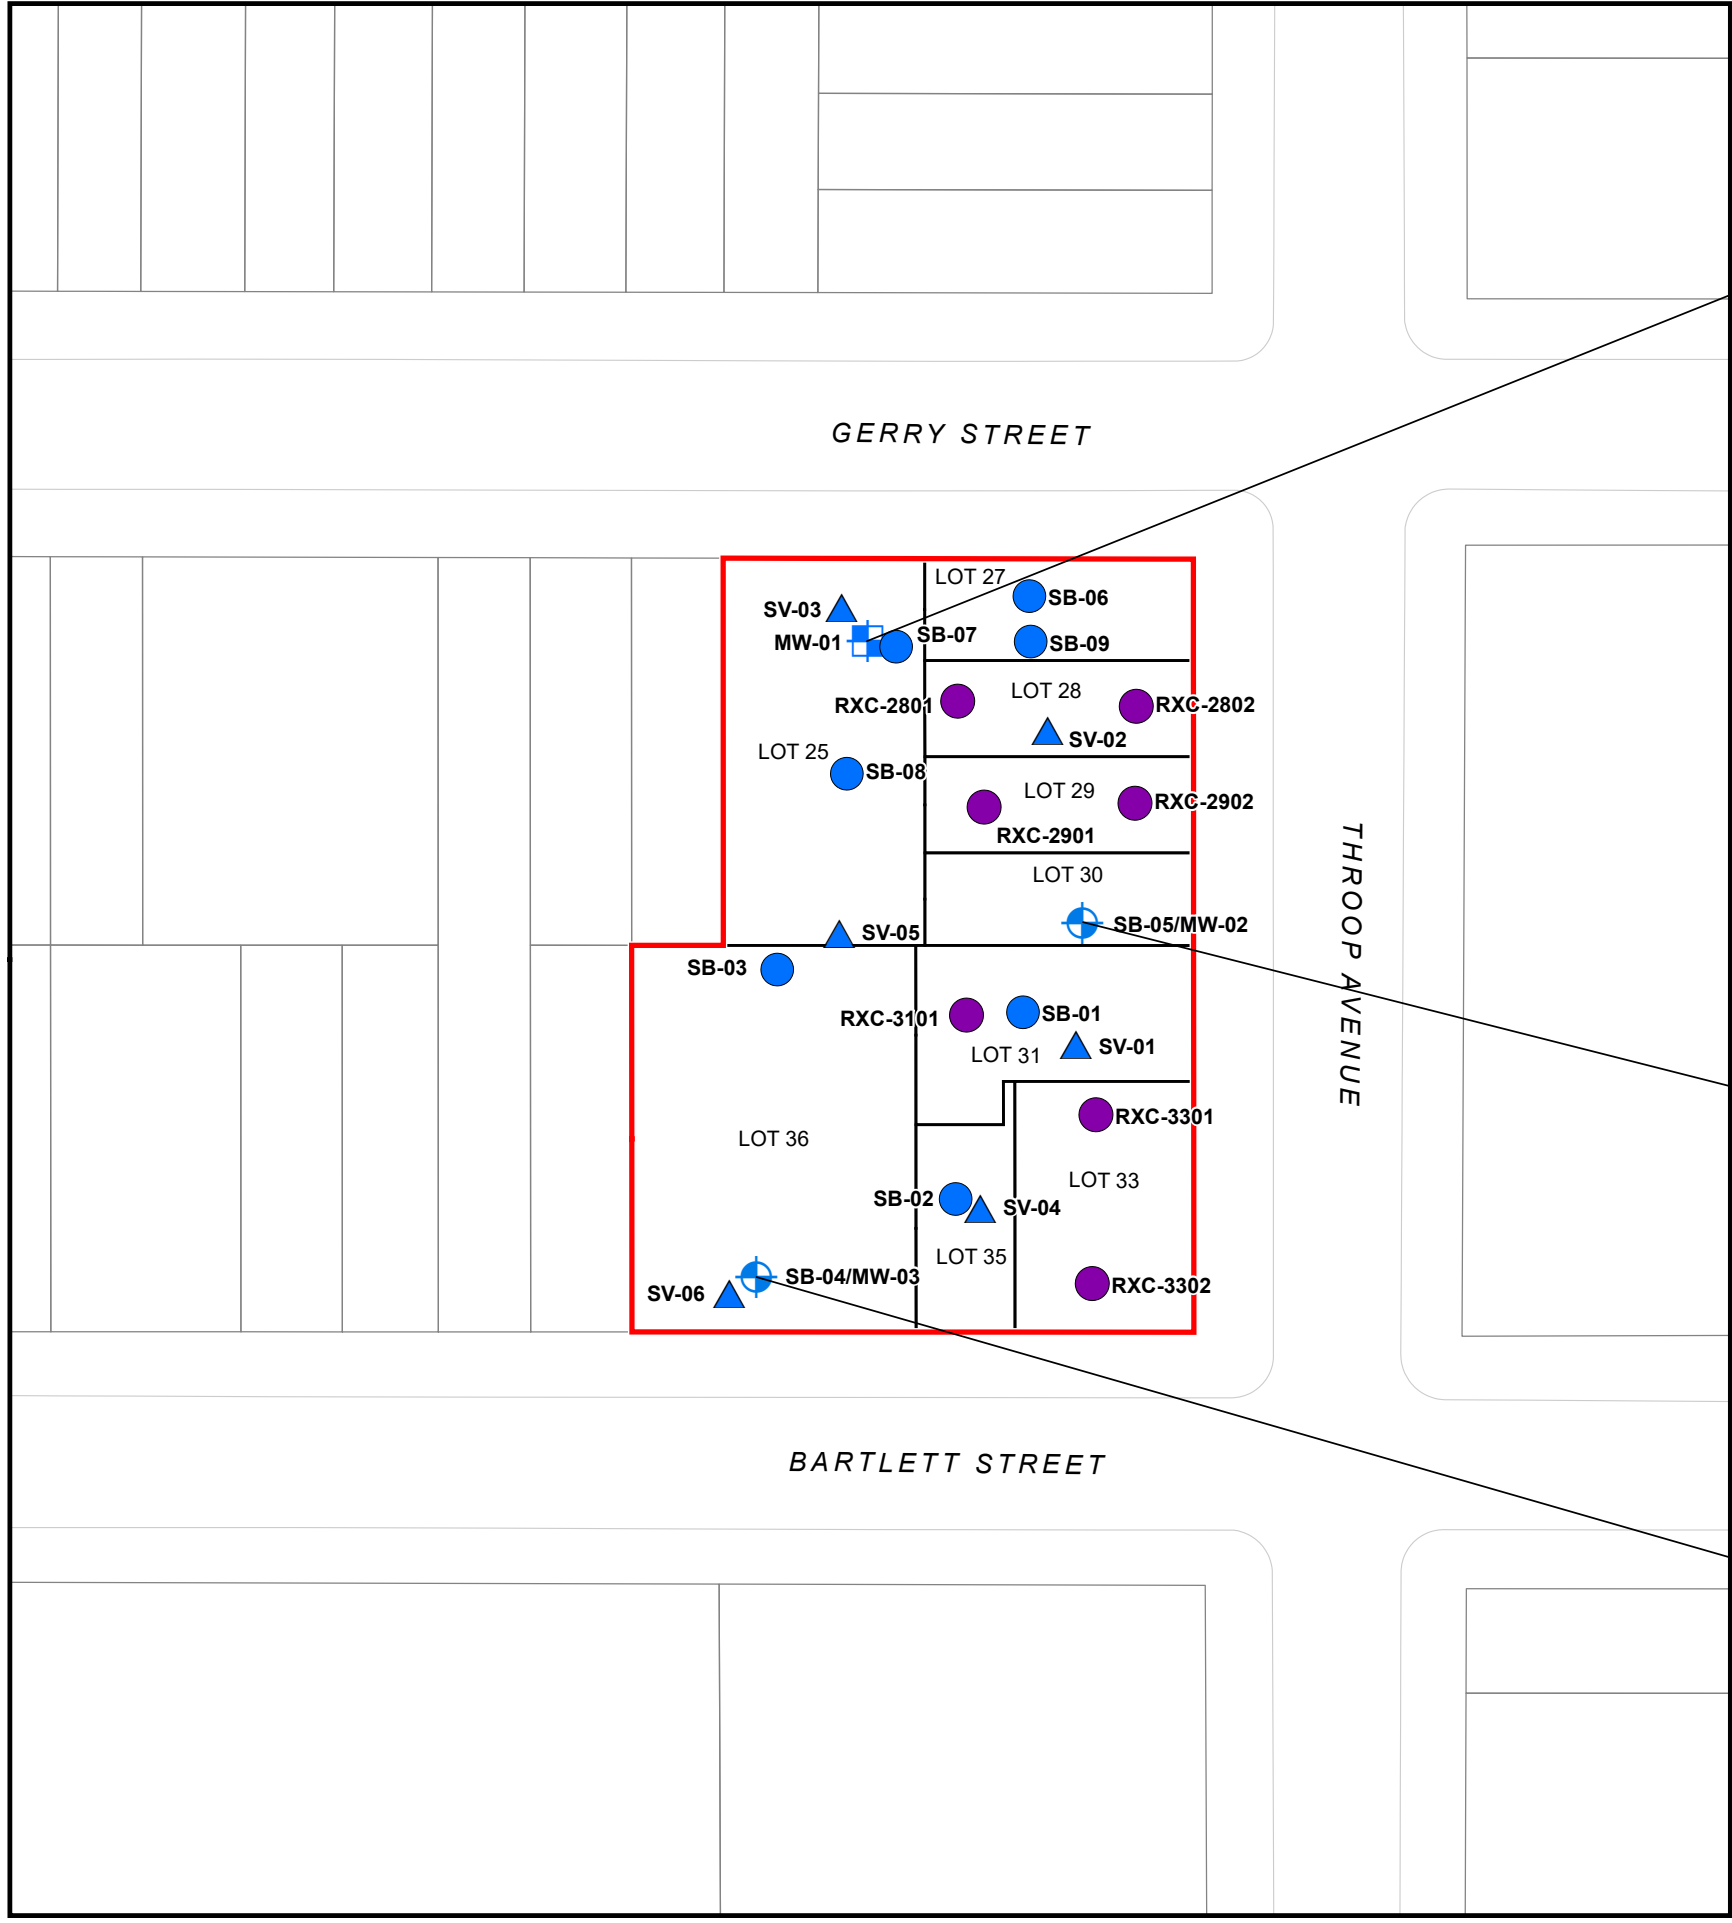 GERRY STREET
LOT 27
SV-03
SB-06
MW-01
SB-07
SB-09
LOT 28
RXC-2801
RXC-2802
SV-02
LOT 25
SB-08
LOT 29
RXC-2902
RXC-2901
LOT 30
SB-05/MW-02
SV-05
THROOP AVENUE
SB-03
RXC-3101
SB-01
SV-01
LOT 31
RXC-3301
LOT 36
LOT 33
SB-02
SV-04
LOT 35
SB-04/MW-03
RXC-3302
SV-06
BARTLETT STREET